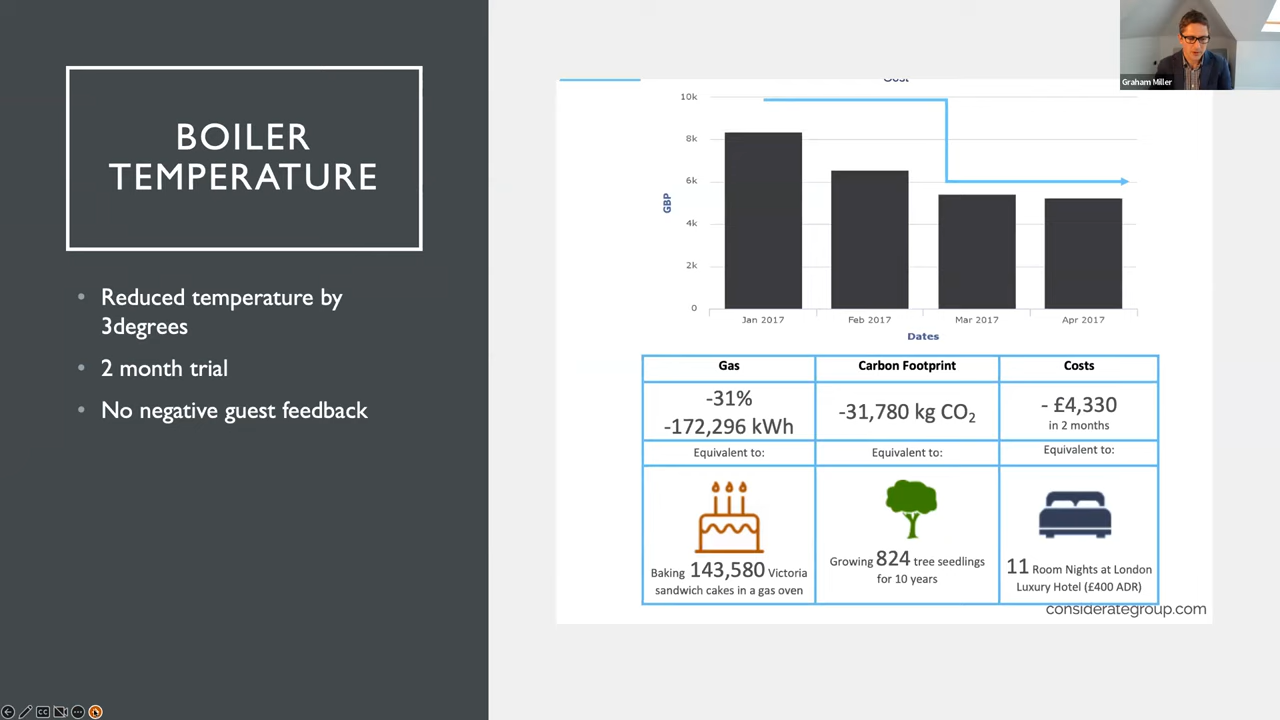 BOILER
TEMPERATURE
• Reduced temperature by
3degrees
• 2 month trial
• No negative guest feedback
Cost
10k
8k
6k
4k
2k
0
GBP
Jan 2017
Feb 2017
Mar 2017
Apr 2017
Dates
Gas
Carbon Footprint
Costs
-31%
-172,296 kWh
-31,780 kg CO2
- £4,330
in 2 months
Equivalent to:
Equivalent to:
Equivalent to:
Baking 143,580 Victoria
sandwich cakes in a gas oven
Growing 824 tree seedlings
for 10 years
11 Room Nights at London
Luxury Hotel (£400 ADR)
considerategroup.com
Graham Miller
CC